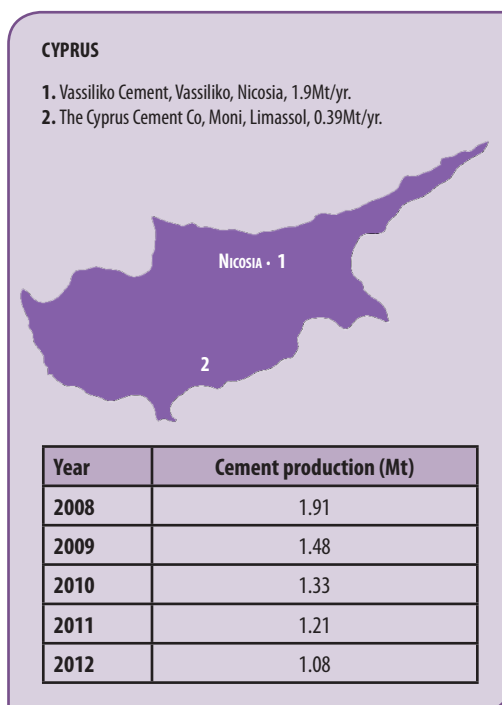 CYPRUS
1. Vassiliko Cement, Vassiliko, Nicosia, 1.9Mt/yr.
2. The Cyprus Cement Co, Moni, Limassol, 0.39Mt/yr.
Nicosia • 1
2
Year Cement production (Mt)
2008 1.91
2009 1.48
2010 1.33
2011 1.21
2012 1.08